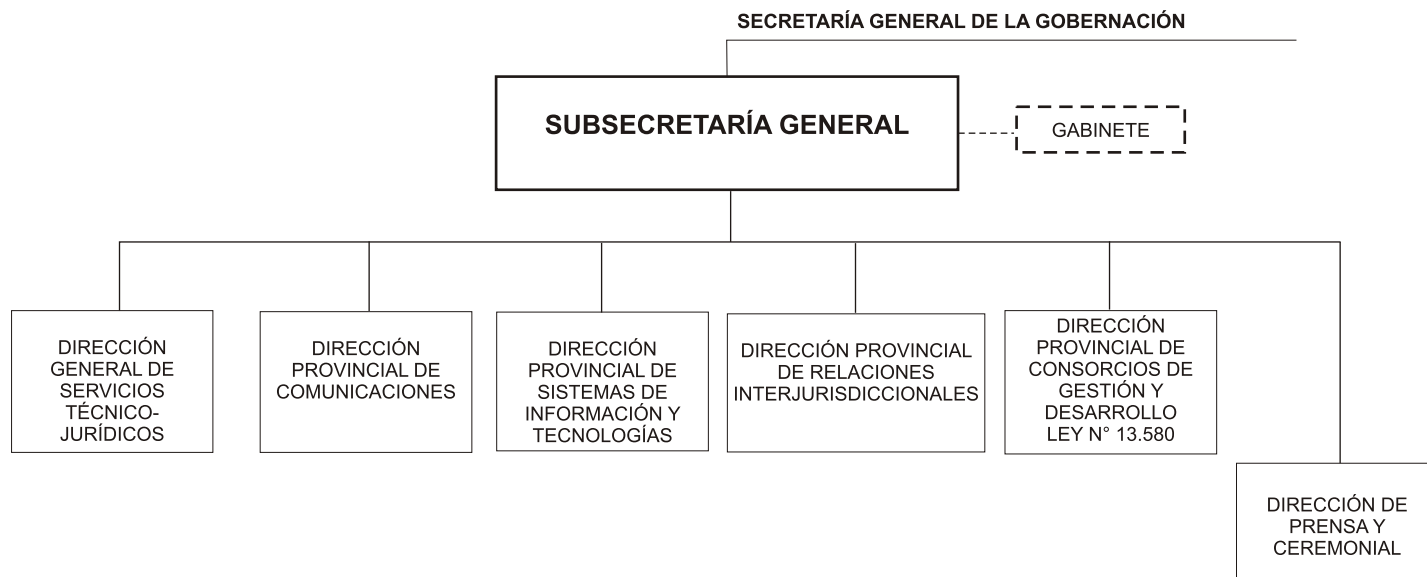 SECRETARÍA GENERAL DE LA GOBERNACIÓN
SUBSECRETARÍA GENERAL
GABINETE
DIRECCIÓN
GENERAL DE
SERVICIOS
TÉCNICO-
JURÍDICOS
DIRECCIÓN
PROVINCIAL DE
COMUNICACIONES
DIRECCIÓN
PROVINCIAL DE
SISTEMAS DE
INFORMACIÓN Y
TECNOLOGÍAS
DIRECCIÓN PROVINCIAL
DE RELACIONES
INTERJURISDICCIONALES
DIRECCIÓN
PROVINCIAL DE
CONSORCIOS DE
GESTIÓN Y
DESARROLLO
LEY N° 13.580
DIRECCIÓN DE
PRENSA Y
CEREMONIAL